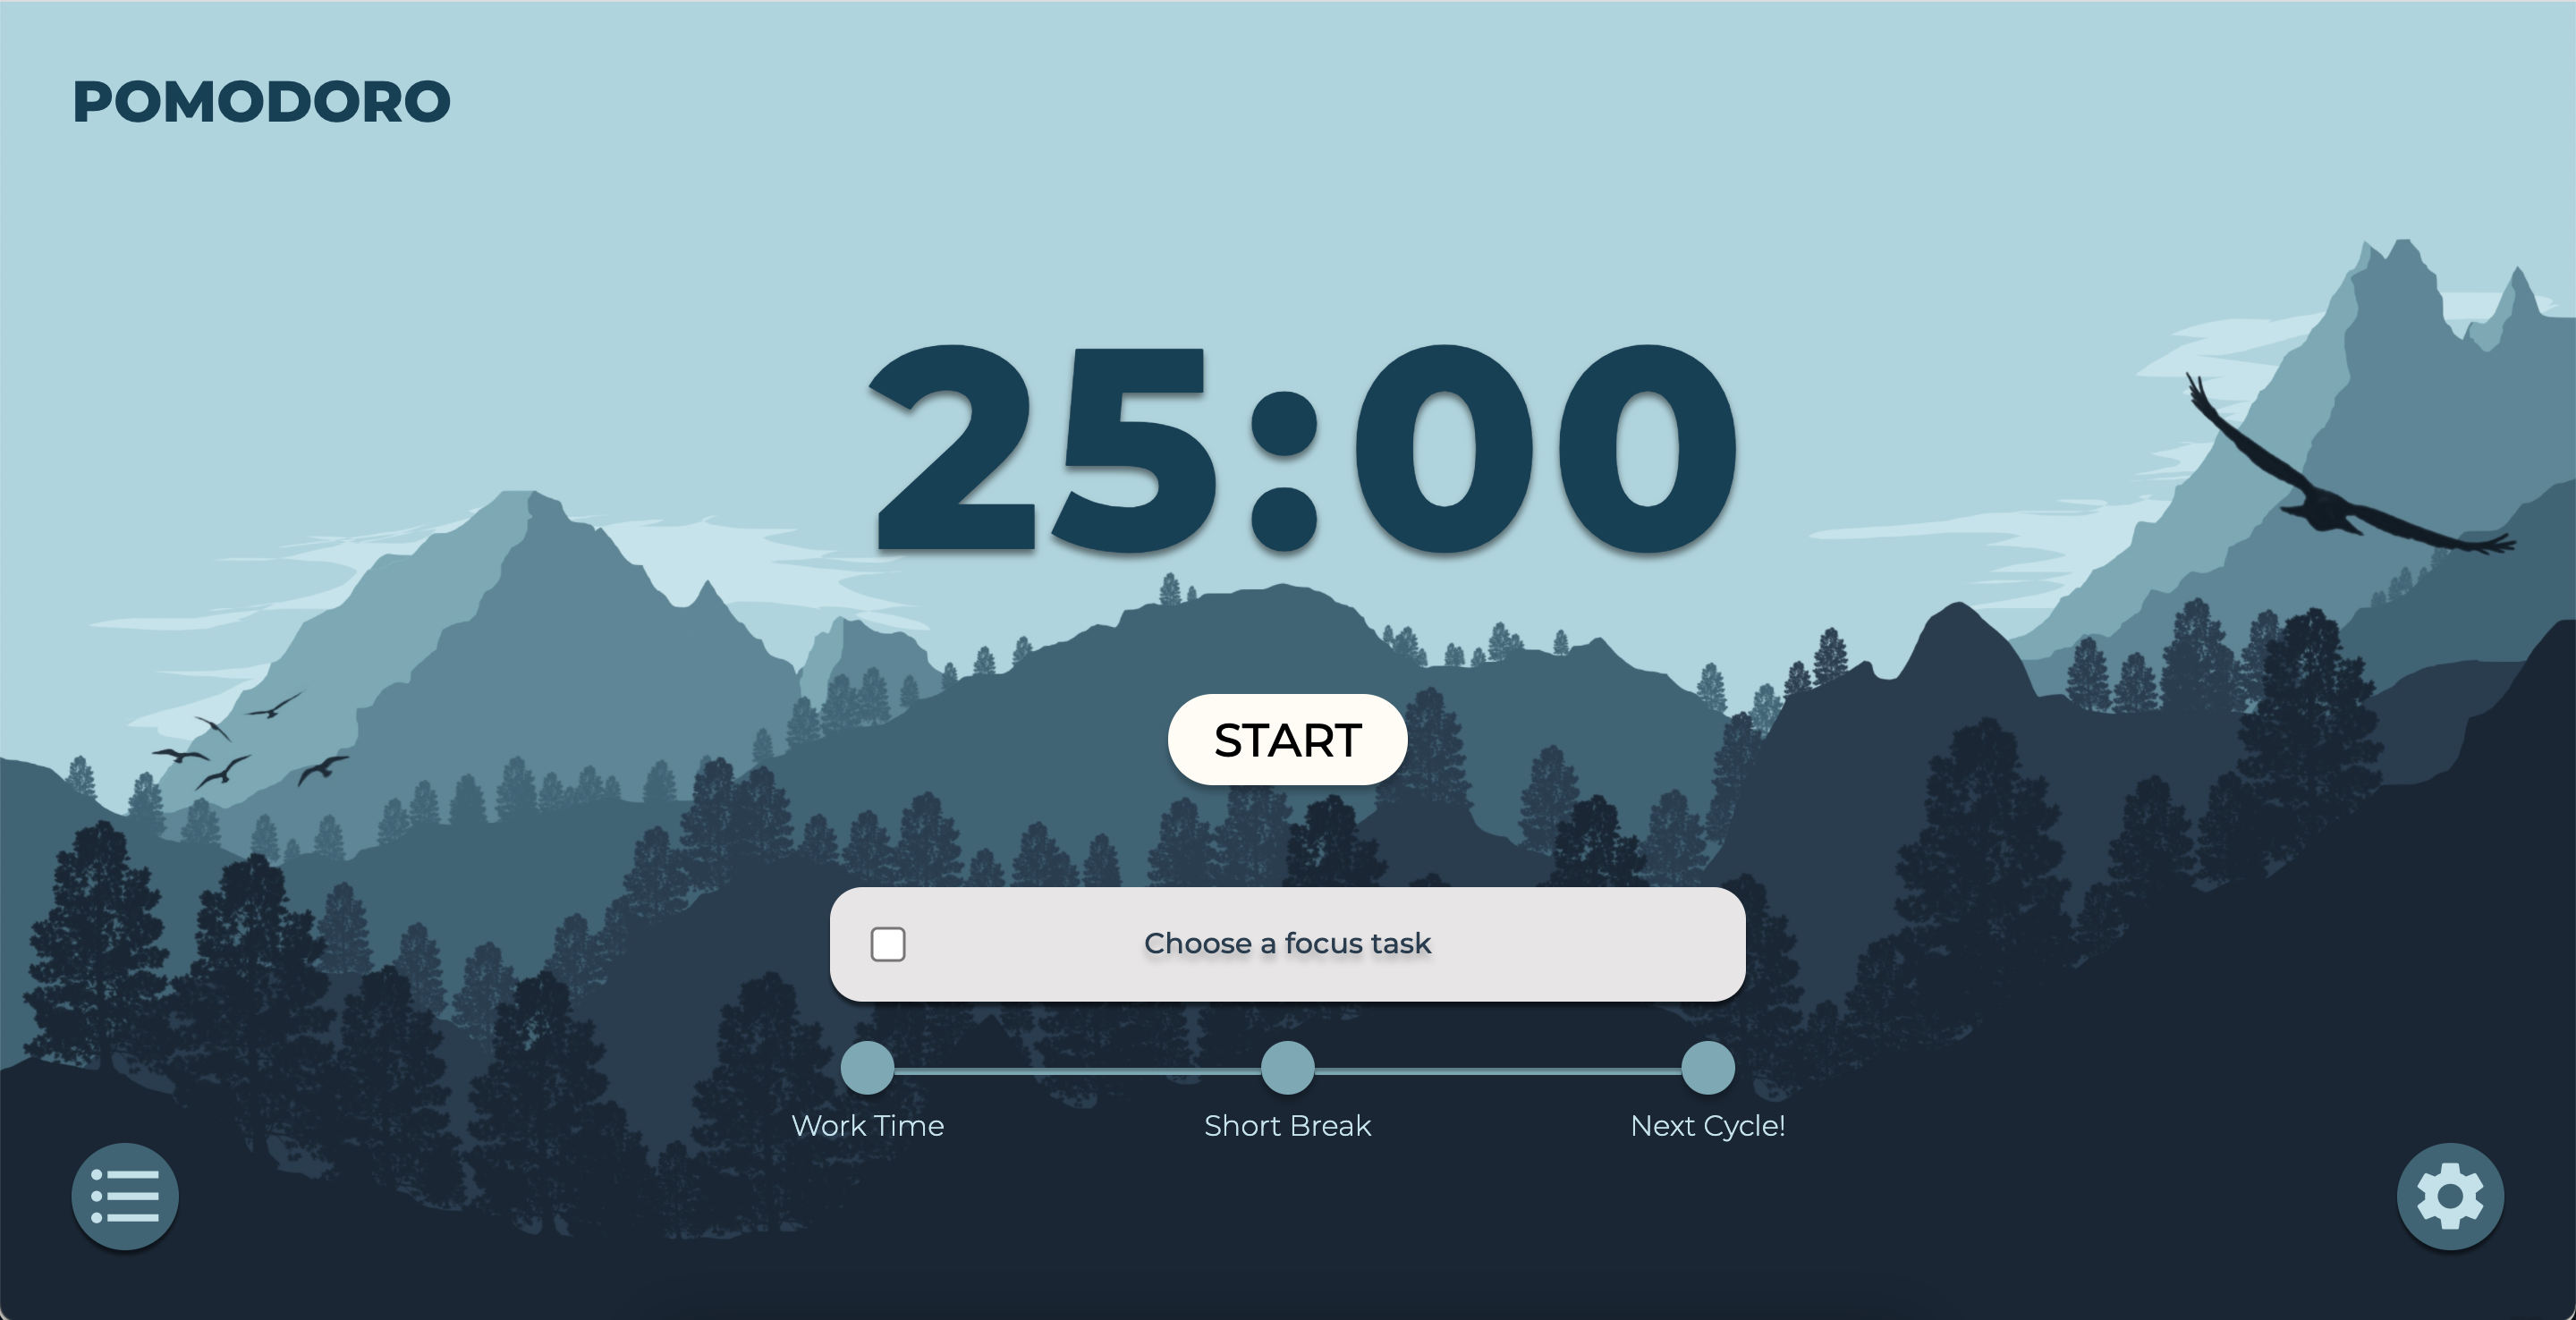 POMODORO
25:00
START
Choose a focus task
Work Time
Short Break
Next Cycle!